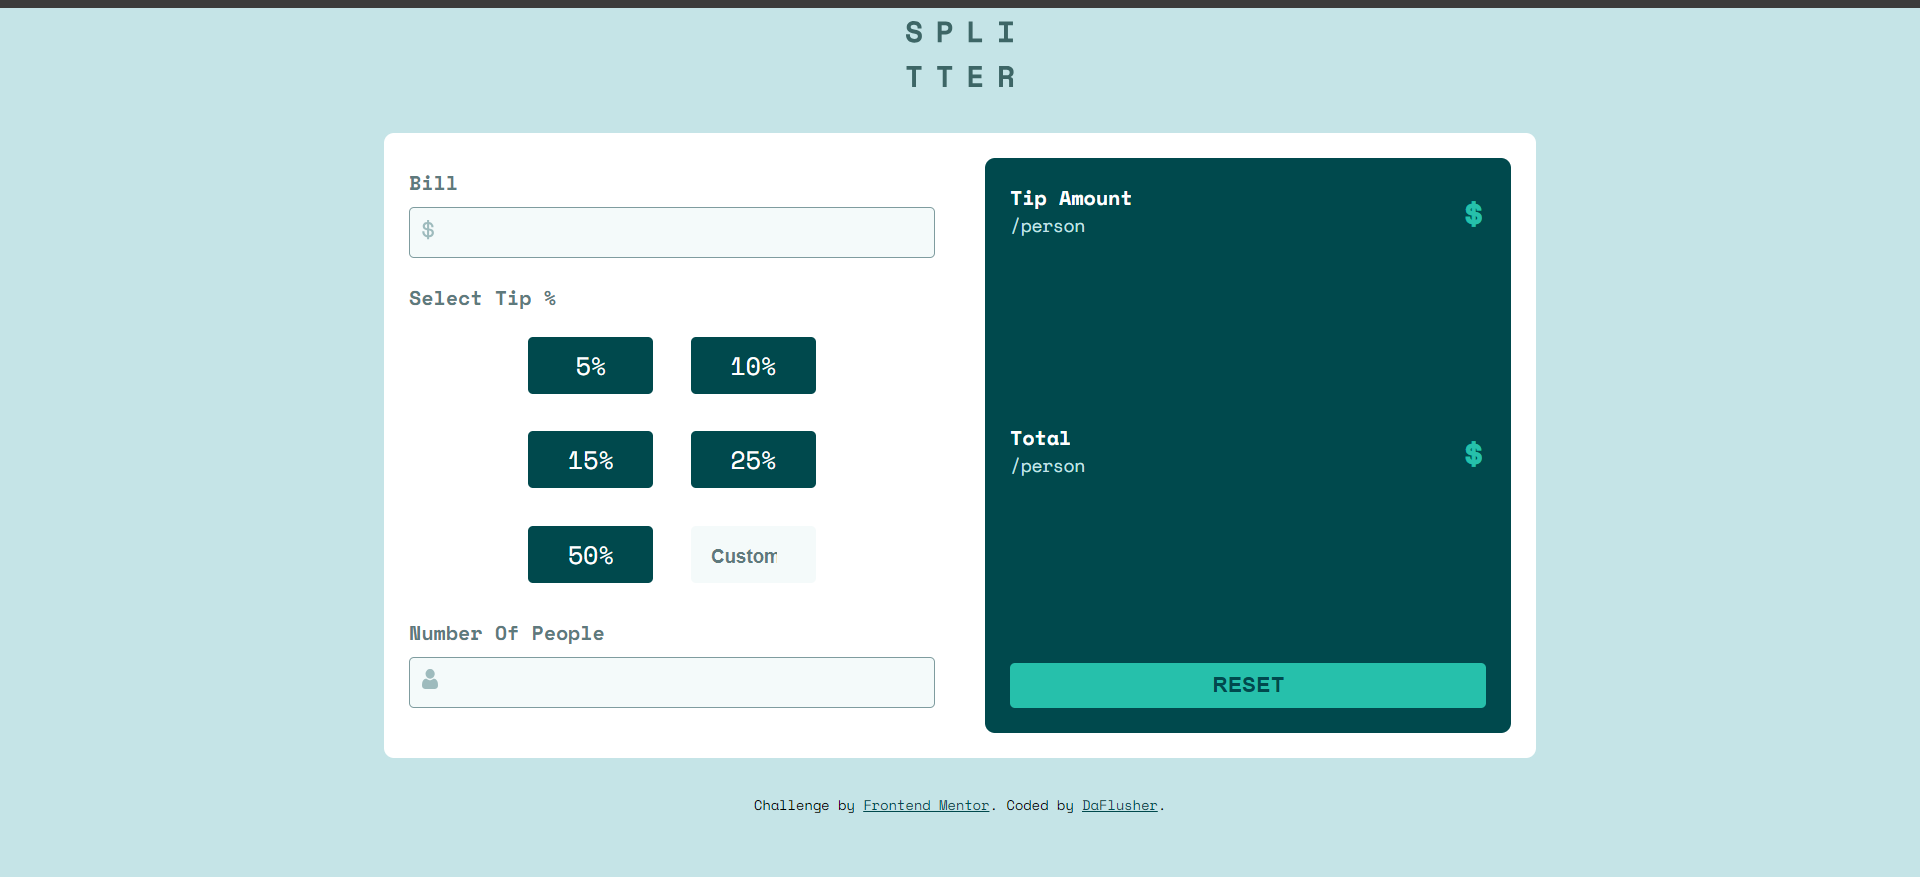 S P L I
T T E R
Bill
$
Select Tip %
5%
10%
15%
25%
50%
Custom
Number Of People
Tip Amount
/person
$
Total
/person
$
RESET
Challenge by Frontend Mentor. Coded by DaFlusher.